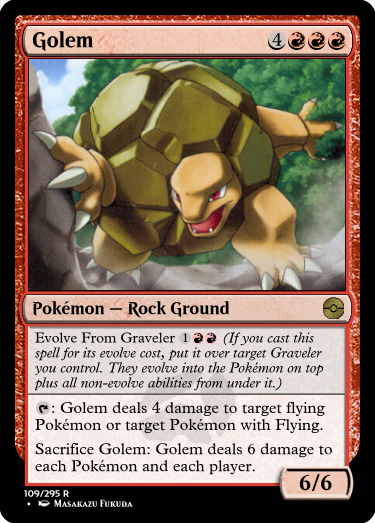 Golem 4
Pokémon — Rock Ground
Evolve From Graveler 1 (If you cast this
spell for its evolve cost, put it over target Graveler
you control. They evolve into the Pokémon on top
plus all non-evolve abilities from under it.)
: Golem deals 4 damage to target flying
Pokémon or target Pokémon with Flying.
Sacrifice Golem: Golem deals 6 damage to
each Pokémon and each player.
6/6
109/295 R
• Masakazu Fukuda